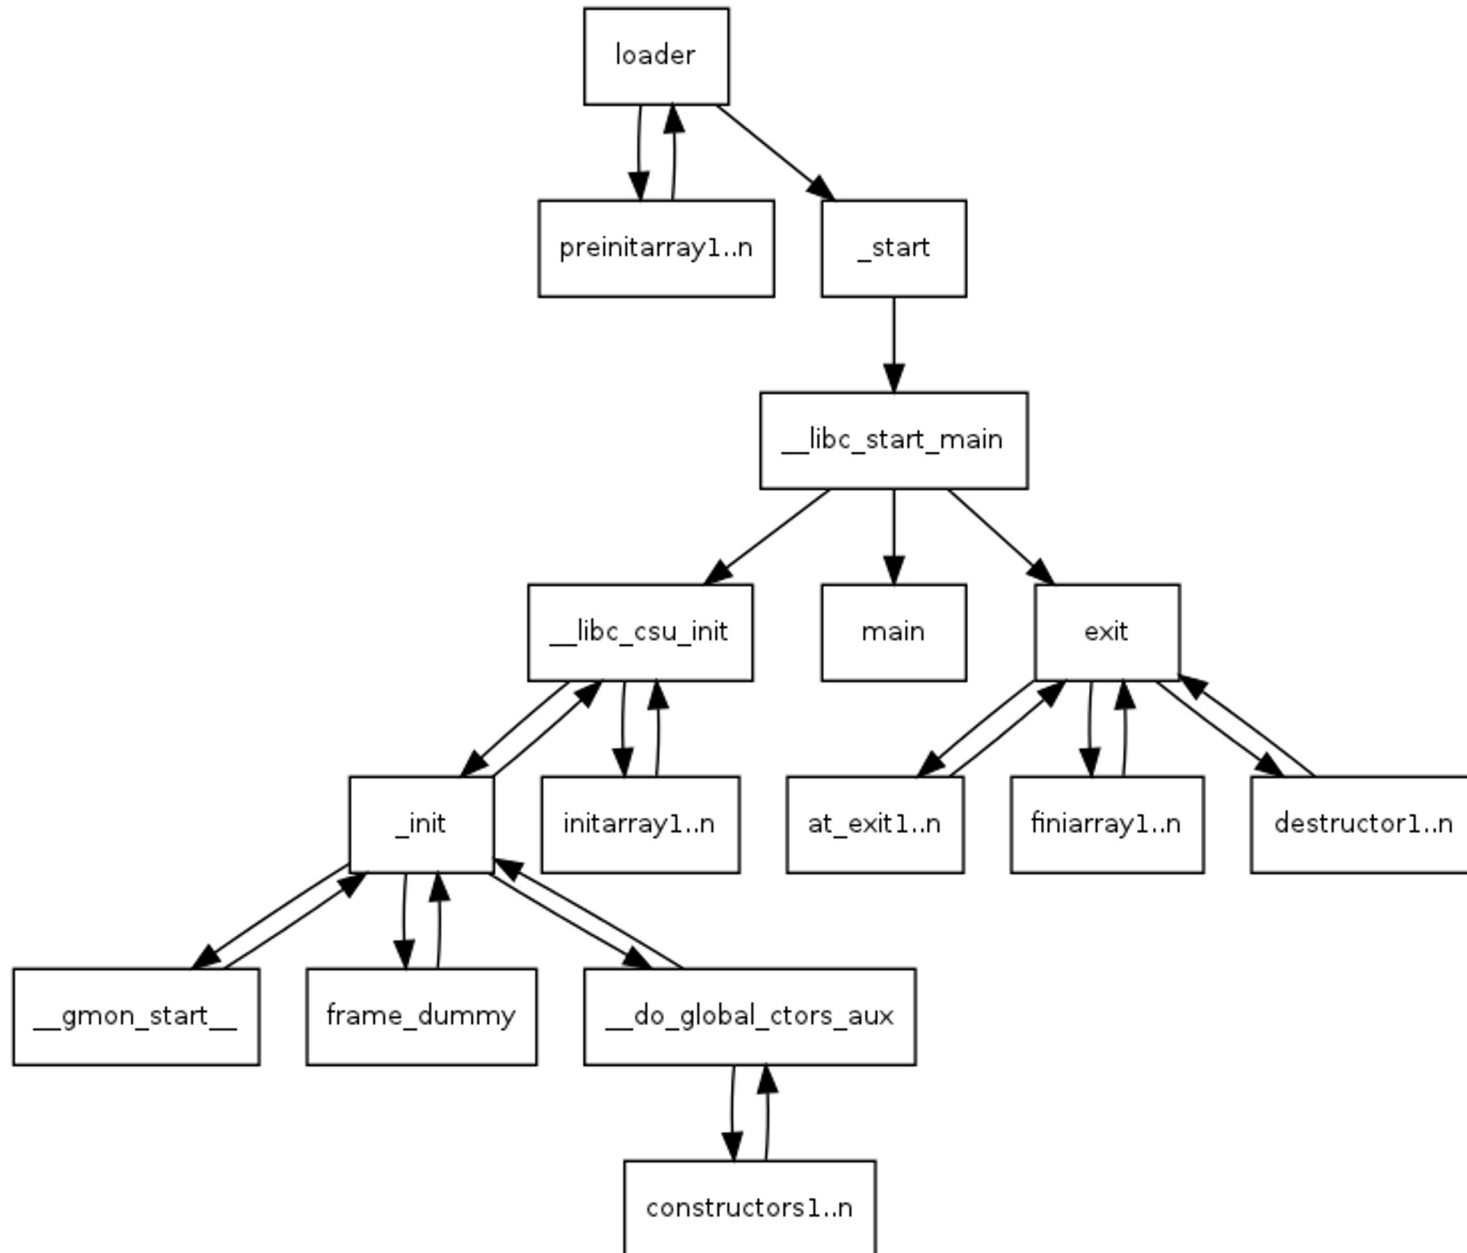 loader
preinitarray1..n
_start
__libc_start_main
__libc_csu_init
main
exit
_init
initarray1..n
at_exit1..n
finiarray1..n
destructor1..n
__gmon_start__
frame_dummy
__do_global_ctors_aux
constructors1..n